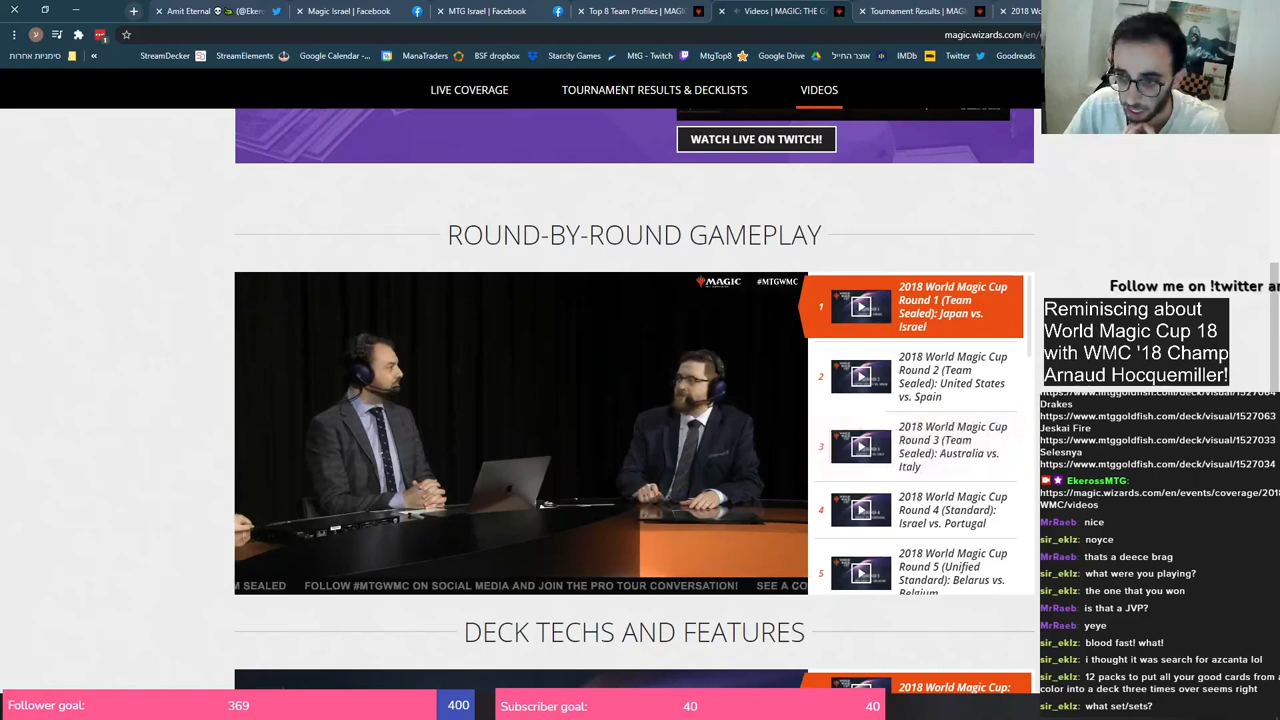 Amit Eternal
(@Ekero
Magic Israel | Facebook
MTG Israel | Facebook
Top 8 Team Profiles | MAGI
Videos | MAGIC: THE G
Tournament Results | MAG
2018 Wo
magic.wizards.com/en/e
סימניות אחרות
StreamDecker
StreamElements
Google Calendar -...
ManaTraders
BSF dropbox
Starcity Games
MtG - Twitch
MtgTop8
Google Drive
אוצר החייל
IMDb
Twitter
Goodreads
LIVE COVERAGE
TOURNAMENT RESULTS & DECKLISTS
VIDEOS
WATCH LIVE ON TWITCH!
ROUND-BY-ROUND GAMEPLAY
MAGIC #MTGWMC
1
2018 World Magic Cup
Round 1 (Team
Sealed): Japan vs.
Israel
2
2018 World Magic Cup
Round 2 (Team
Sealed): United States
vs. Spain
3
2018 World Magic Cup
Round 3 (Team
Sealed): Australia vs.
Italy
4
2018 World Magic Cup
Round 4 (Standard):
Israel vs. Portugal
5
2018 World Magic Cup
Round 5 (Unified
Standard): Belarus vs.
Belgium
M SEALED FOLLOW #MTGWMC ON SOCIAL MEDIA AND JOIN THE PRO TOUR CONVERSATION! SEE A CO
DECK TECHS AND FEATURES
2018 World Magic Cup:
Follow me on !twitter an
Reminiscing about
World Magic Cup 18
with WMC '18 Champ
Arnaud Hocquemiller!
https://www.mtggoldfish.com/deck/visual/1527064
Drakes
https://www.mtggoldfish.com/deck/visual/1527063
Jeskai Fire
https://www.mtggoldfish.com/deck/visual/1527033
Selesnya
https://www.mtggoldfish.com/deck/visual/1527034
EkerossMTG:
https://magic.wizards.com/en/events/coverage/2018
WMC/videos
MrRaeb: nice
sir_eklz: noyce
MrRaeb: thats a deece brag
sir_eklz: what were you playing?
sir_eklz: the one that you won
MrRaeb: is that a JVP?
MrRaeb: yeye
sir_eklz: blood fast! what!
sir_eklz: i thought it was search for azcanta lol
sir_eklz: 12 packs to put all your good cards from a
color into a deck three times over seems right
sir_eklz: what set/sets?
Follower goal: 369 400
Subscriber goal: 40 40